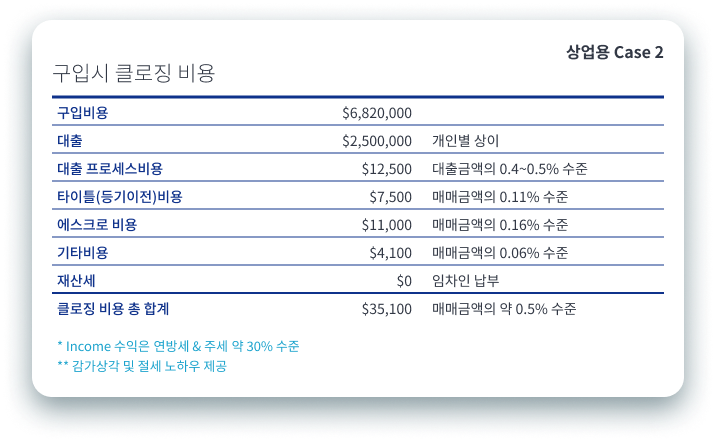 상업용 Case 2
구입시 클로징 비용
구입비용 $6,820,000
대출 $2,500,000 개인별 상이
대출 프로세스비용 $12,500 대출금액의 0.4~0.5% 수준
타이틀(등기이전)비용 $7,500 매매금액의 0.11% 수준
에스크로 비용 $11,000 매매금액의 0.16% 수준
기타비용 $4,100 매매금액의 0.06% 수준
재산세 $0 임차인 납부
클로징 비용 총 합계 $35,100 매매금액의 약 0.5% 수준
* Income 수익은 연방세 & 주세 약 30% 수준
** 감가상각 및 절세 노하우 제공